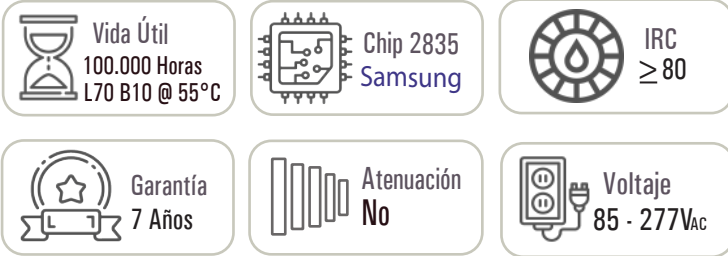 Vida Útil
100.000 Horas
L70 B10 @ 55°C
Chip 2835
Samsung
IRC
≥ 80
Garantía
7 Años
Atenuación
No
Voltaje
85 - 277VAC